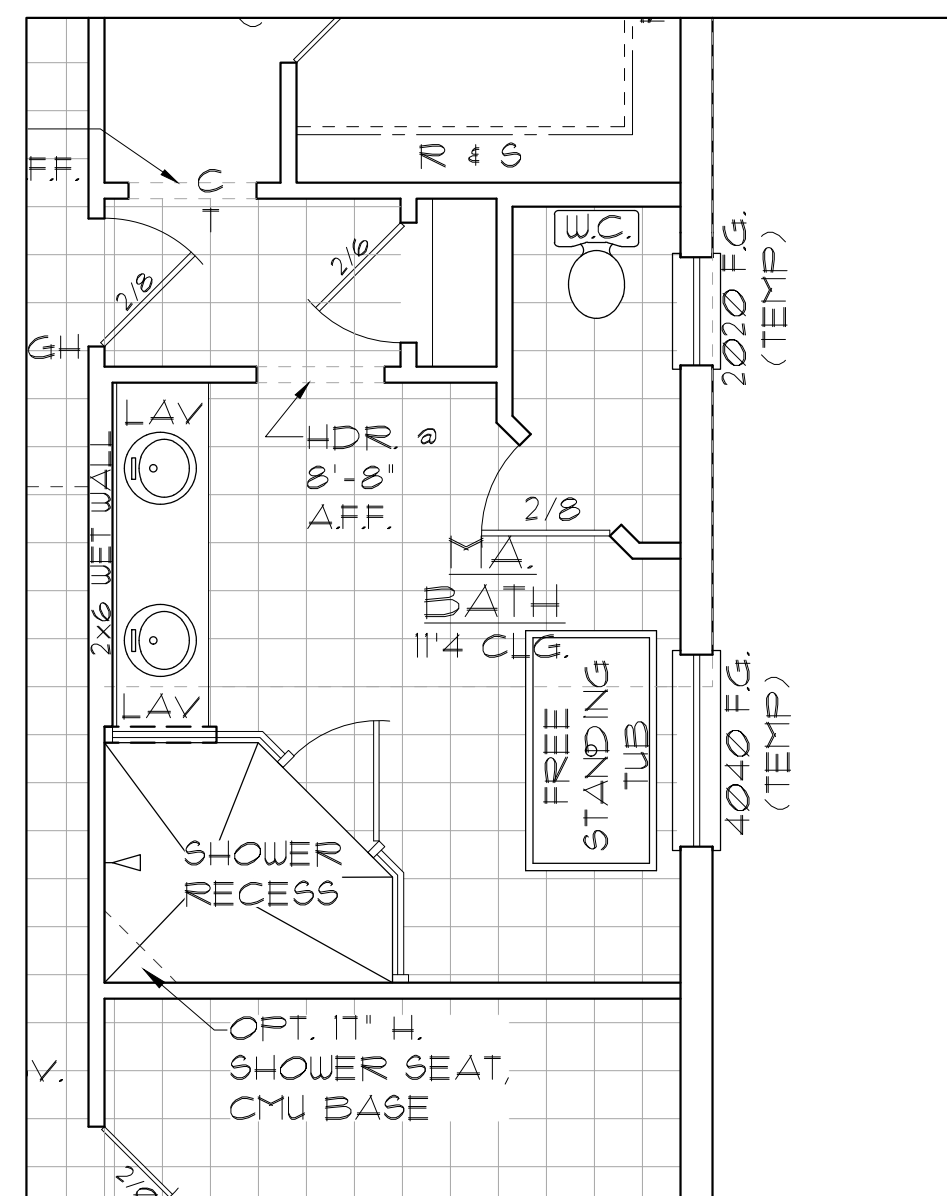 R & S
F.F.
C
T
W.C.
2020 F.G.
(TEMP)
2/6
2/8
GH
LAV
HDR. @
8'-8"
A.F.F.
2x6 WET WALL
2/8
MA.
BATH
11'4 CLG.
LAV
FREE
STANDING
TUB
4040 F.G.
(TEMP)
SHOWER
RECESS
OPT. 17" H.
SHOWER SEAT,
CMU BASE
V.